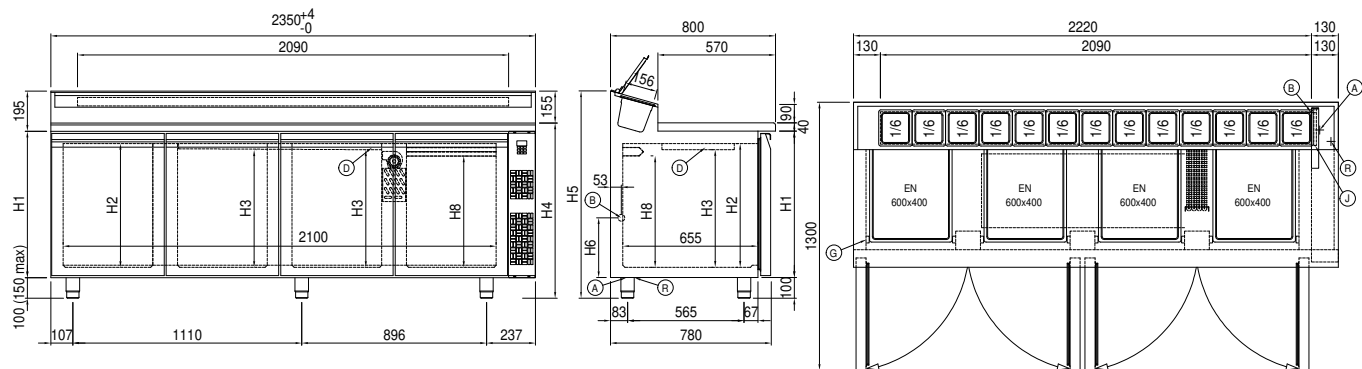 2350+4
-0
2090
195
155
H1
H2
H3
D
H3
H8
H4
2100
100 (150 max)
107
1110
896
237
800
570
156
90
40
H5
53
B
D
H6
H8
H3
H2
H1
655
A
R
100
83
565
67
780
2220
130
130
2090
130
B
A
1/6
1/6
1/6
1/6
1/6
1/6
1/6
1/6
1/6
1/6
1/6
1/6
1/6
R
J
EN
600x400
EN
600x400
EN
600x400
EN
600x400
G
1300